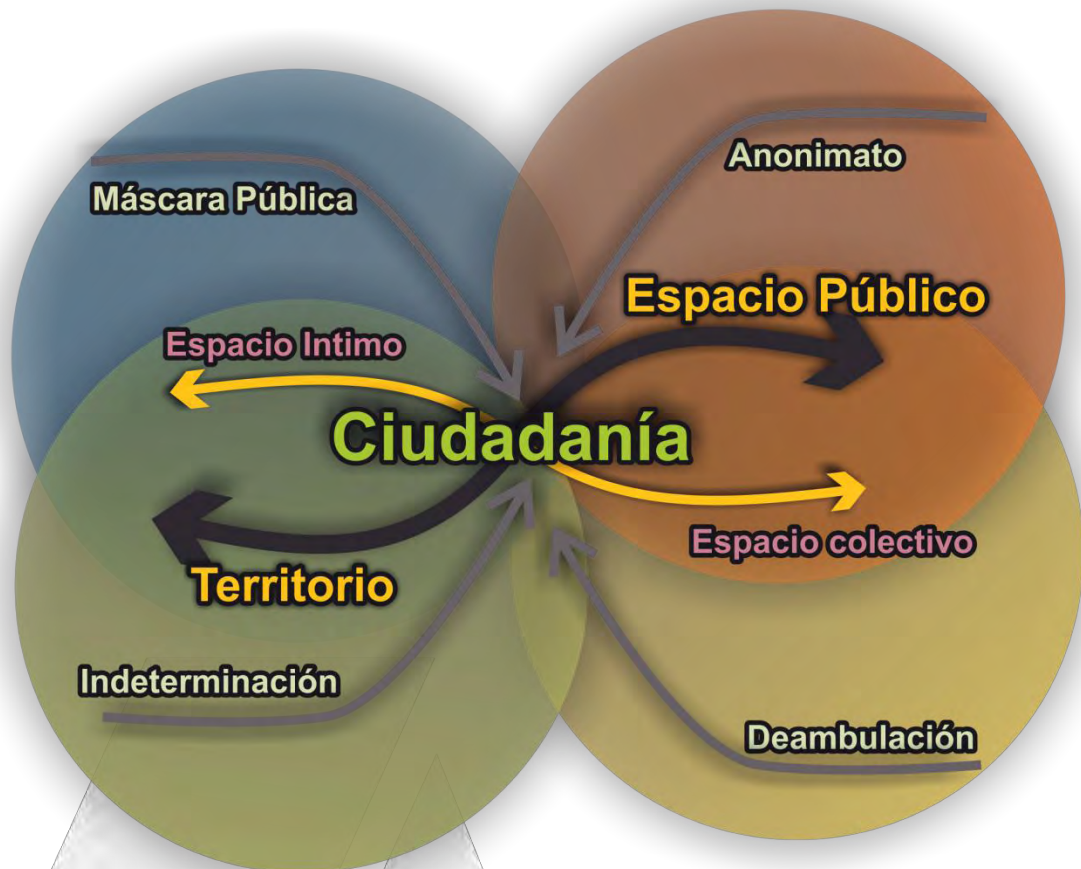 Anonimato
Máscara Pública
Espacio Público
Espacio Intimo
Ciudadanía
Espacio colectivo
Territorio
Indeterminación
Deambulación